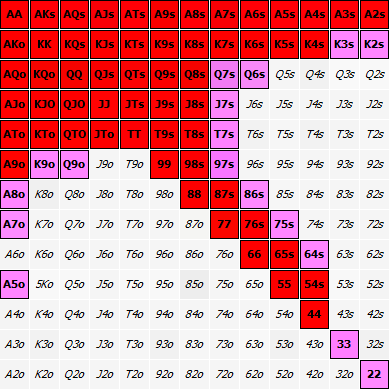 AA AKs AQs AJs ATs A9s A8s A7s A6s A5s A4s A3s A2s
AKo KK KQs KJs KTs K9s K8s K7s K6s K5s K4s K3s K2s
AQo KQo QQ QJs QTs Q9s Q8s Q7s Q6s Q5s Q4s Q3s Q2s
AJo KJO QJO JJ JTs J9s J8s J7s J6s J5s J4s J3s J2s
ATo KTo QTO JTo TT T9s T8s T7s T6s T5s T4s T3s T2s
A9o K9o Q9o J9o T9o 99 98s 97s 96s 95s 94s 93s 92s
A8o K8o Q8o J8o T8o 98o 88 87s 86s 85s 84s 83s 82s
A7o K7o Q7o J7o T7o 97o 87o 77 76s 75s 74s 73s 72s
A6o K6o Q6o J6o T6o 96o 86o 76o 66 65s 64s 63s 62s
A5o 5Ko Q5o J5o T5o 95o 85o 75o 65o 55 54s 53s 52s
A4o K4o Q4o J4o T4o 94o 84o 74o 64o 54o 44 43s 42s
A3o K3o Q3o J3o T3o 93o 83o 73o 63o 53o 43o 33 32s
A2o K2o Q2o J2o T2o 92o 82o 72o 62o 52o 42o 32o 22